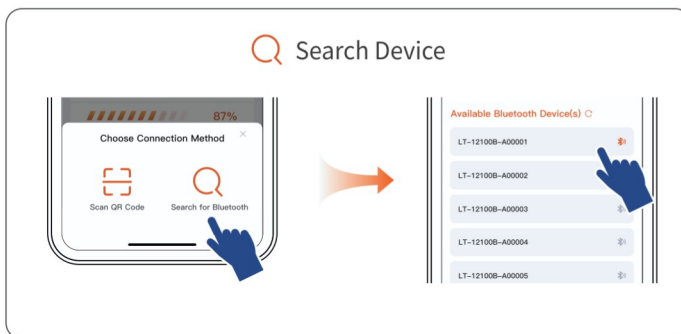 Search Device
87%
Choose Connection Method
Scan QR Code
Search for Bluetooth
Available Bluetooth Device(s)
LT-12100B-A00001
LT-12100B-A00002
LT-12100B-A00003
LT-12100B-A00004
LT-12100B-A00005